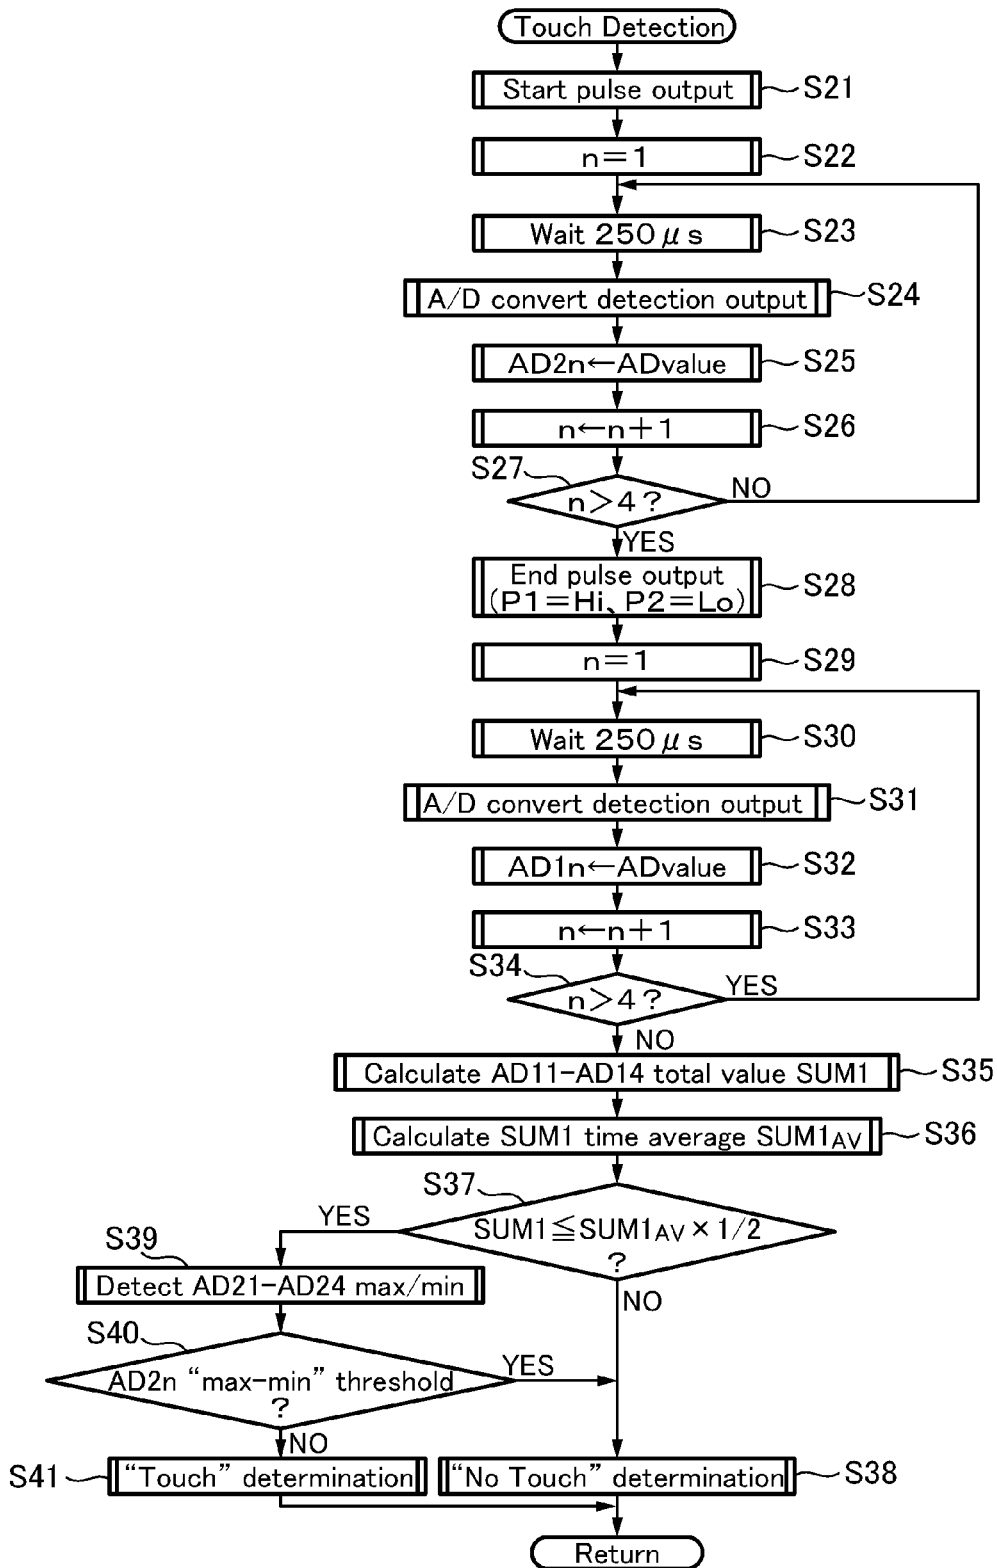 Touch Detection
Start pulse output
S21
n=1
S22
Wait 250μs
S23
A/D convert detection output
S24
AD2n←ADvalue
S25
n←n+1
S26
S27
n>4?
NO
YES
End pulse output
(P1=Hi、P2=Lo)
S28
n=1
S29
Wait 250μs
S30
A/D convert detection output
S31
AD1n←ADvalue
S32
n←n+1
S33
S34
n>4?
YES
NO
Calculate AD11-AD14 total value SUM1
S35
Calculate SUM1 time average SUM1AV
S36
S37
YES
SUM1≦SUM1AV×1/2
?
S39
Detect AD21-AD24 max/min
NO
S40
AD2n “max-min” threshold
?
YES
NO
S41
“Touch” determination
“No Touch” determination
S38
Return